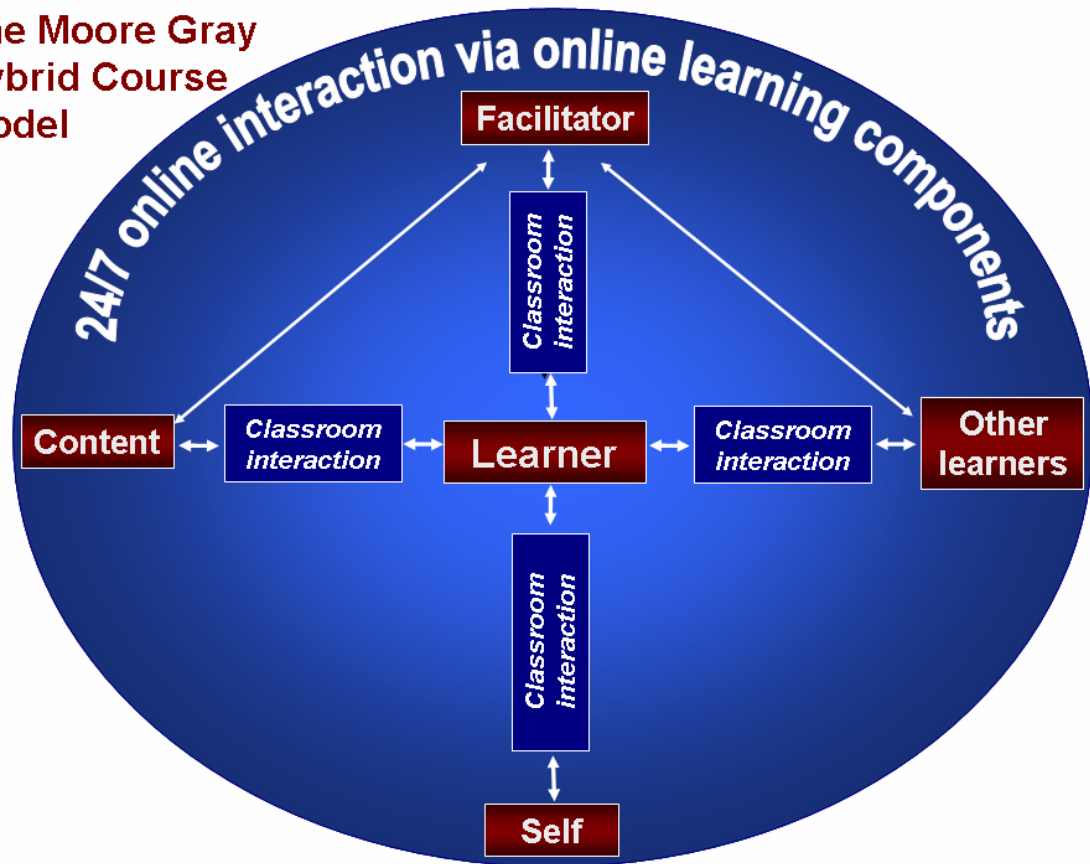 ne Moore Gray
ybrid Course
odel
24/7 online interaction via online learning components
Facilitator
Classroom
interaction
Content
Classroom
interaction
Learner
Classroom
interaction
Other
learners
Classroom
interaction
Self